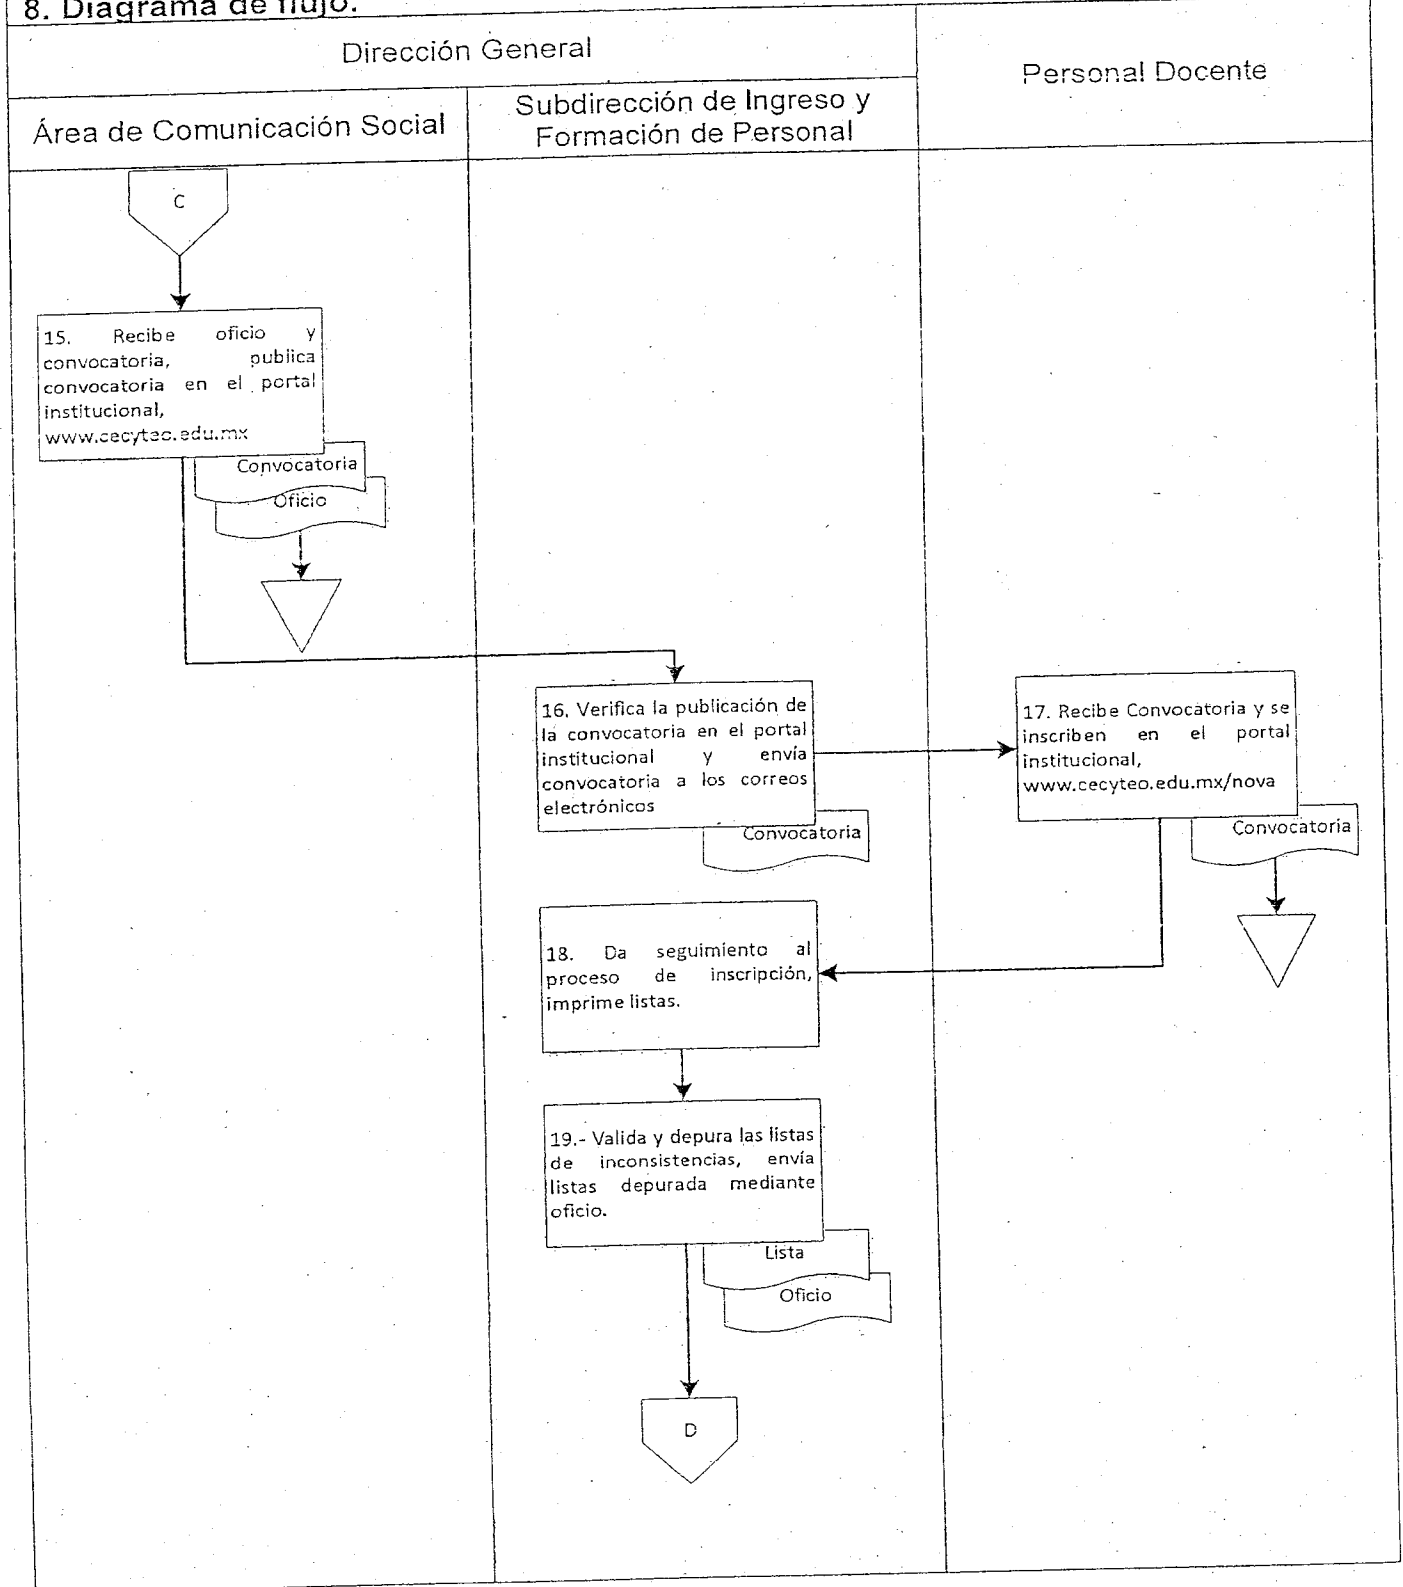 8. Diagrama de flujo.
Dirección General
Personal Docente
Área de Comunicación Social
Subdirección de Ingreso y
Formación de Personal
C
15. Recibe oficio y
convocatoria, publica
convocatoria en el portal
institucional,
www.cecyteo.edu.mx
Convocatoria
Oficio
16. Verifica la publicación de
la convocatoria en el portal
institucional y envía
convocatoria a los correos
electrónicos
Convocatoria
17. Recibe Convocatoria y se
inscriben en el portal
institucional,
www.cecyteo.edu.mx/nova
Convocatoria
18. Da seguimiento al
proceso de inscripción,
imprime listas.
19.- Valida y depura las listas
de inconsistencias, envía
listas depurada mediante
oficio.
Lista
Oficio
D